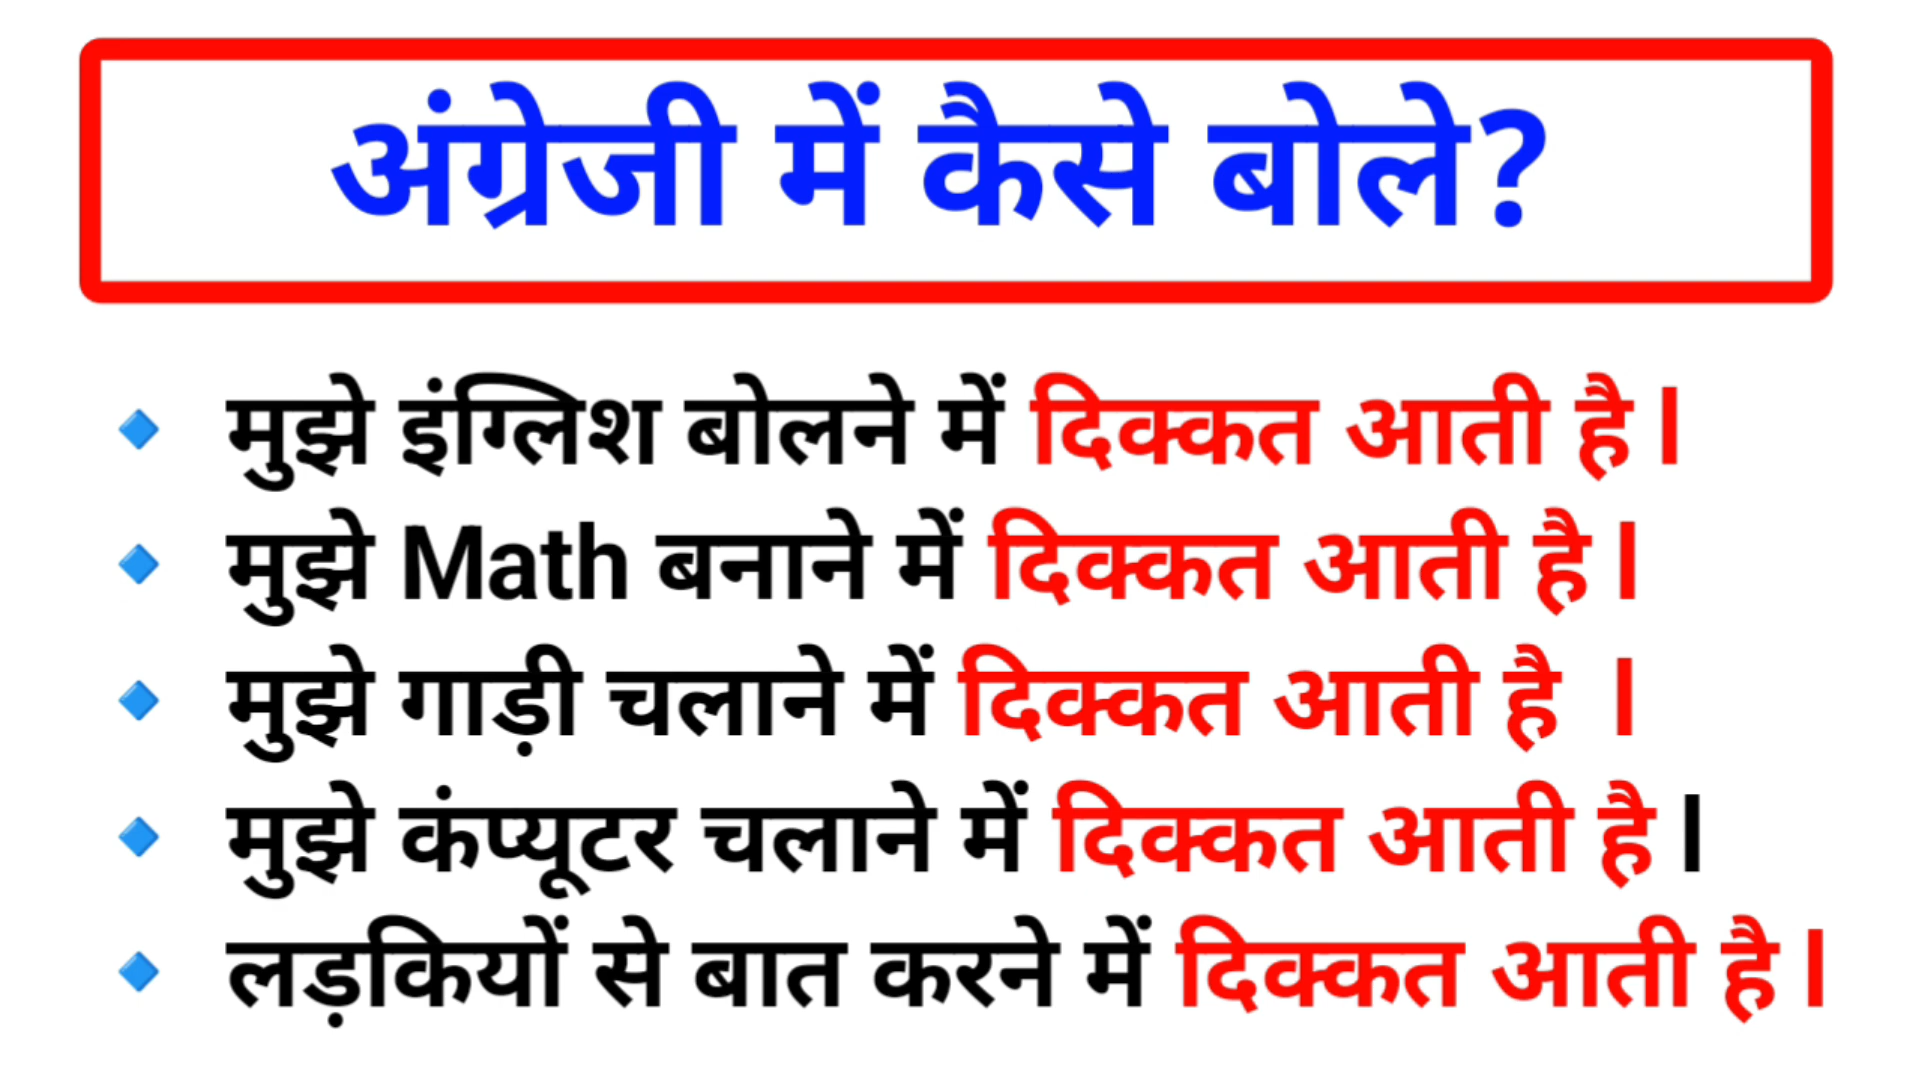 अंग्रेजी में कैसे बोले?
🔹 मुझे इंग्लिश बोलने में दिक्कत आती है l
🔹 मुझे Math बनाने में दिक्कत आती है l
🔹 मुझे गाड़ी चलाने में दिक्कत आती है l
🔹 मुझे कंप्यूटर चलाने में दिक्कत आती है l
🔹 लड़कियों से बात करने में दिक्कत आती है l